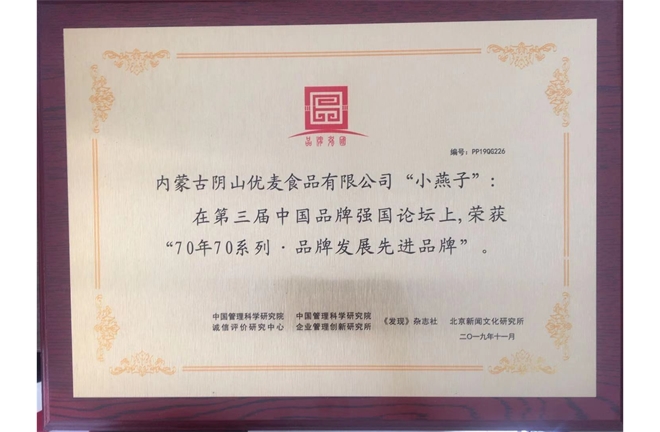 品牌强國
编号：PP19QG226
内蒙古阴山优麦食品有限公司“小燕子”：
在第三届中国品牌强国论坛上,荣获
“70年70系列·品牌发展先进品牌”。
中国管理科学研究院 中国管理科学研究院 《发现》杂志社 北京新闻文化研究所
诚信评价研究中心 企业管理创新研究所
二〇一九年十一月